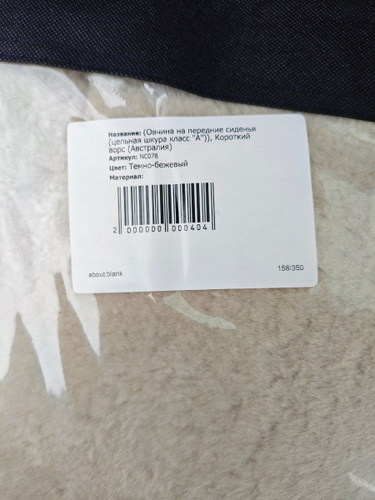 Название: (Овчина на передние сиденья
(цельная шкура класс "А")), Короткий
ворс (Австралия)
Артикул: NC078
Цвет: Темно-бежевый
Материал:
2 000000 000404
about:blank 158/350